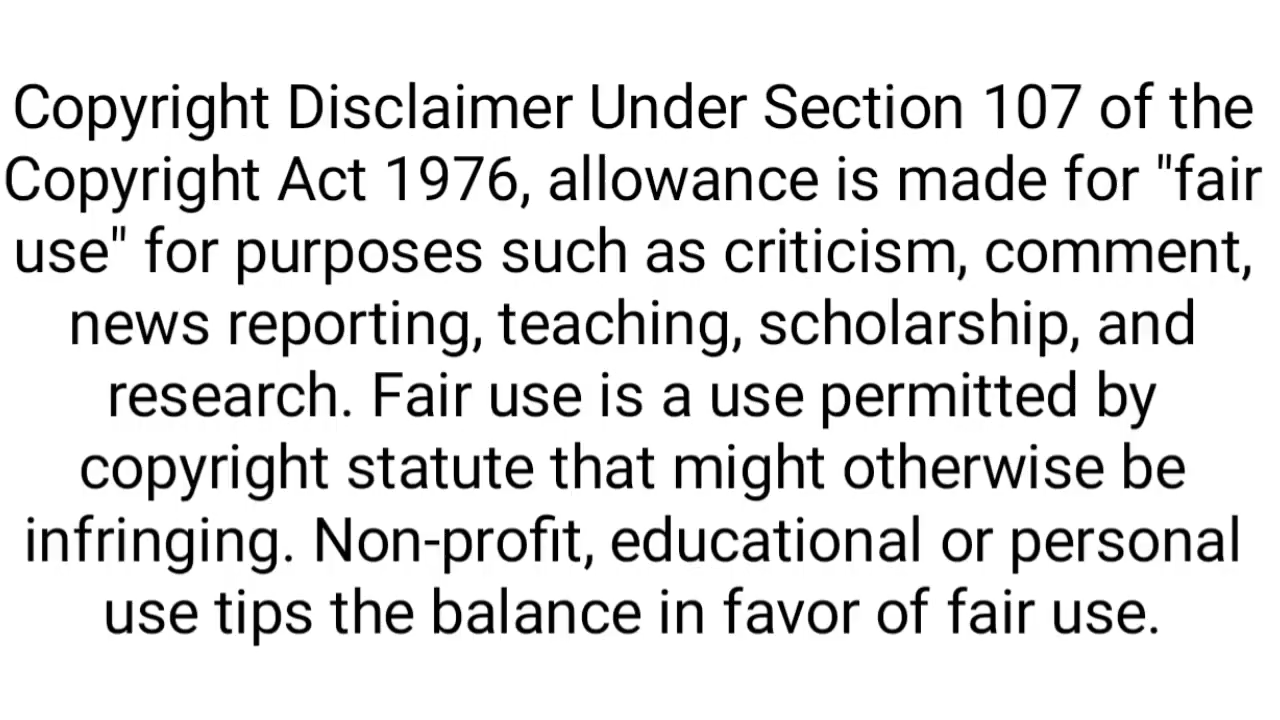 Copyright Disclaimer Under Section 107 of the
Copyright Act 1976, allowance is made for "fair
use" for purposes such as criticism, comment,
news reporting, teaching, scholarship, and
research. Fair use is a use permitted by
copyright statute that might otherwise be
infringing. Non-profit, educational or personal
use tips the balance in favor of fair use.